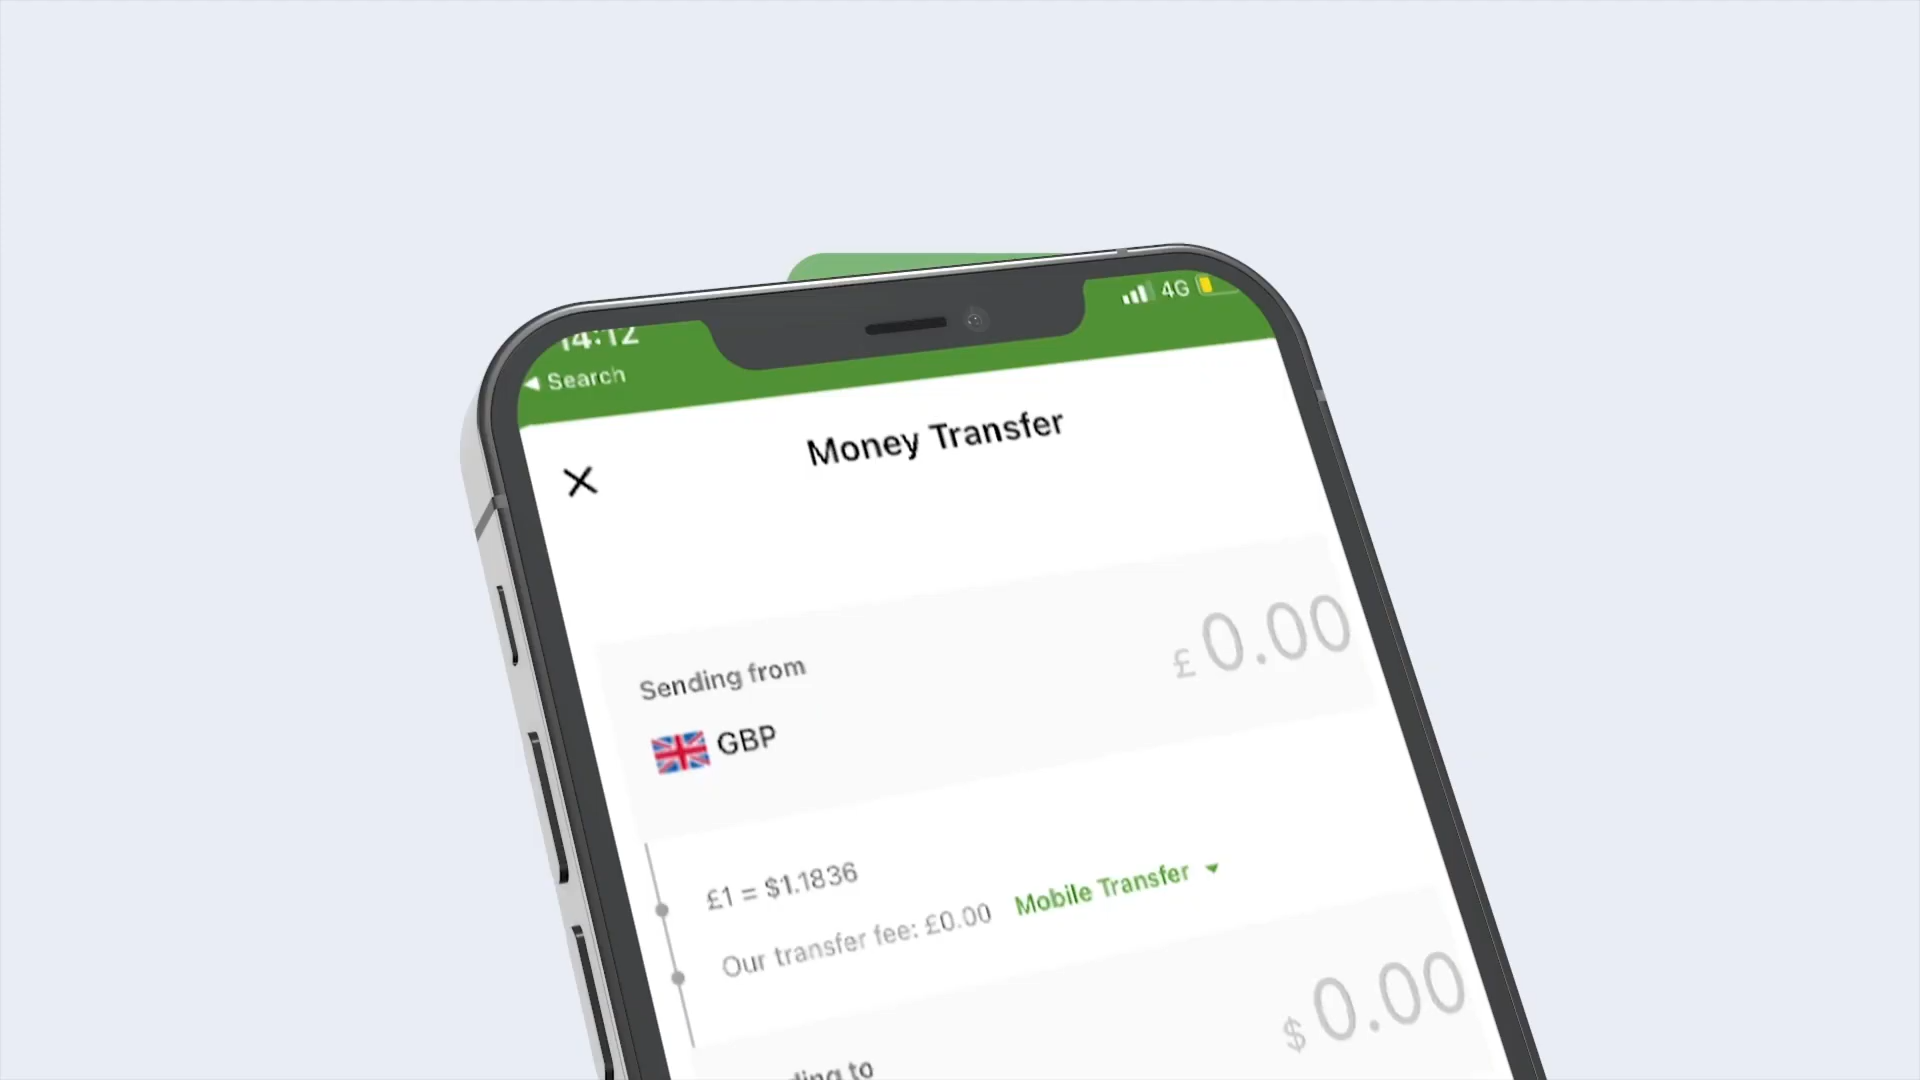 14:12
4G
◀ Search
Money Transfer
Sending from
£ 0.00
GBP
£1 = $1.1836
Our transfer fee: £0.00 Mobile Transfer
$ 0.00
to